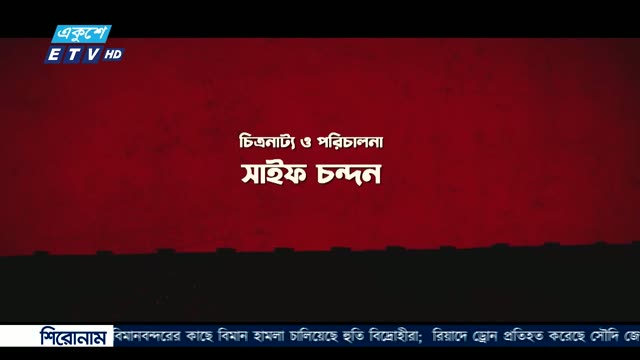 একুশে
ETV HD
চিত্রনাট্য ও পরিচালনা
সাইফ চন্দন
শিরোনাম
বিমানবন্দরের কাছে বিমান হামলা চালিয়েছে হুতি বিদ্রোহীরা; রিয়াদে ড্রোন প্রতিহত করেছে সৌদি